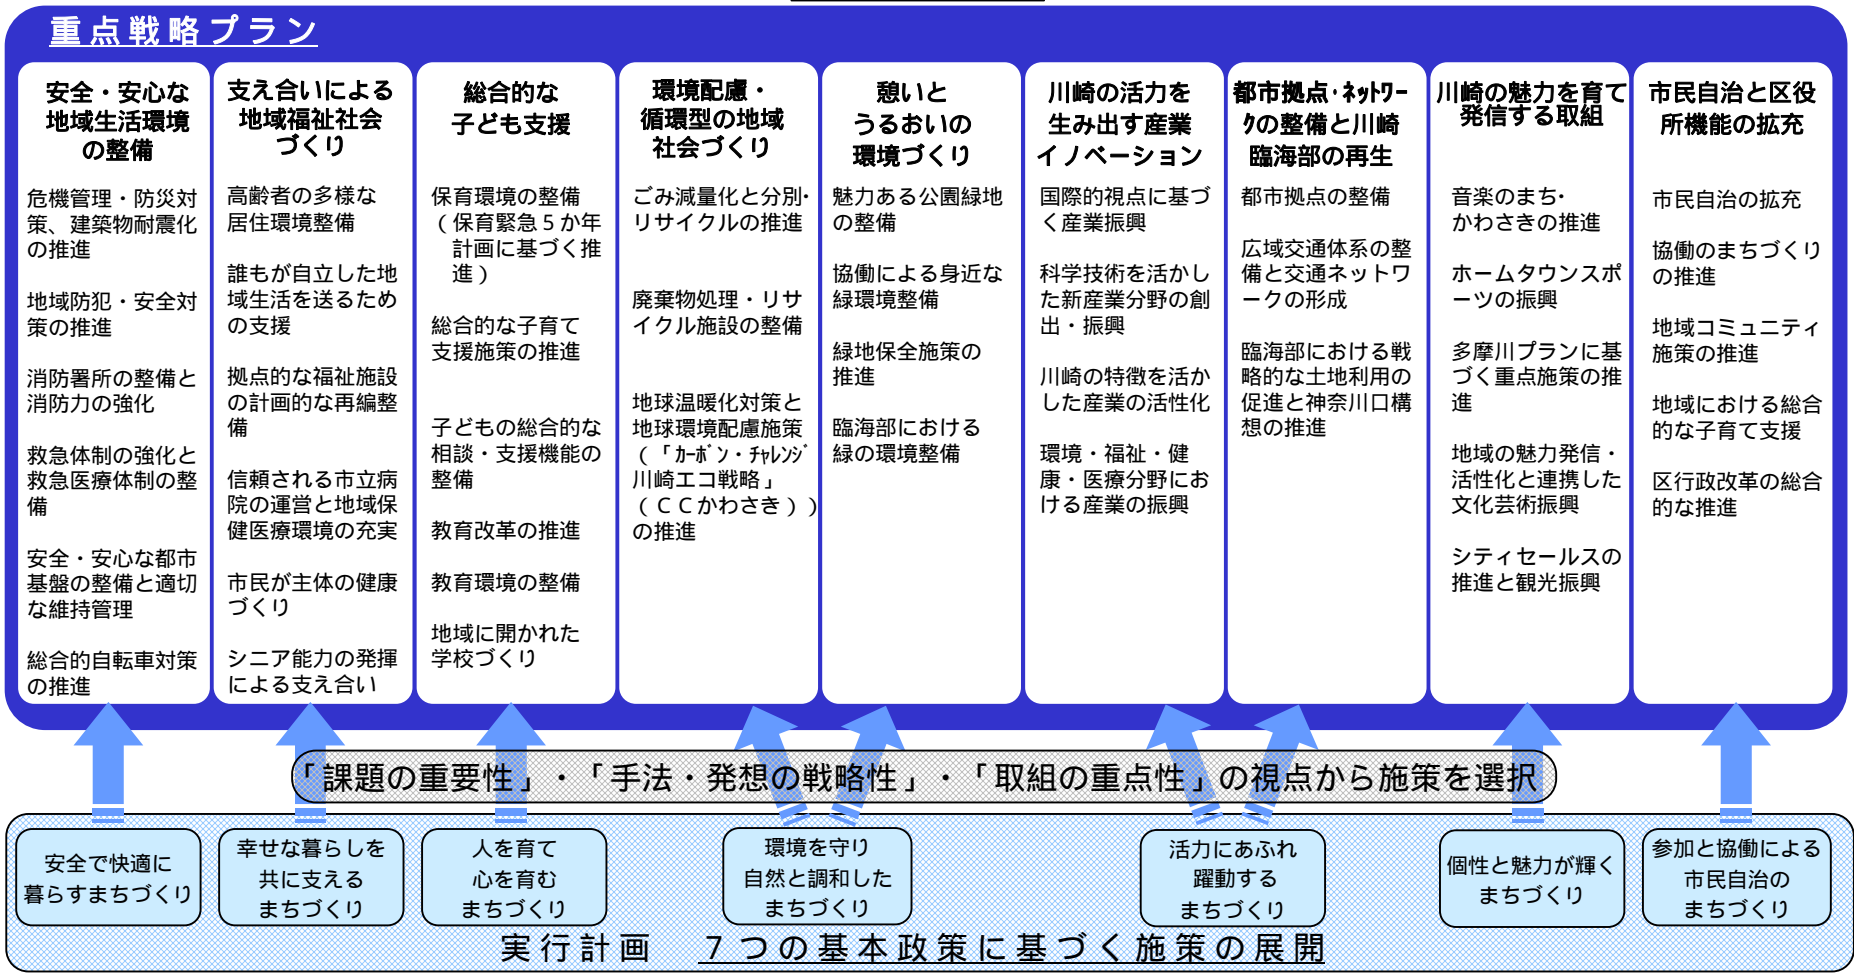 重点戦略プラン
安全・安心な
地域生活環境
の整備
危機管理・防災対
策、建築物耐震化
の推進
地域防犯・安全対
策の推進
消防署所の整備と
消防力の強化
救急体制の強化と
救急医療体制の整
備
安全・安心な都市
基盤の整備と適切
な維持管理
総合的自転車対策
の推進
支え合いによる
地域福祉社会
づくり
高齢者の多様な
居住環境整備
誰もが自立した地
域生活を送るため
の支援
拠点的な福祉施設
の計画的な再編整
備
信頼される市立病
院の運営と地域保
健医療環境の充実
市民が主体の健康
づくり
シニア能力の発揮
による支え合い
総合的な
子ども支援
保育環境の整備
（保育緊急５か年
計画に基づく推
進）
総合的な子育て
支援施策の推進
子どもの総合的な
相談・支援機能の
整備
教育改革の推進
教育環境の整備
地域に開かれた
学校づくり
環境配慮・
循環型の地域
社会づくり
ごみ減量化と分別･
リサイクルの推進
廃棄物処理・リサ
イクル施設の整備
地球温暖化対策と
地球環境配慮施策
（「ｶｰﾎﾞﾝ・ﾁｬﾚﾝｼﾞ
川崎エコ戦略」
（ＣＣかわさき））
の推進
憩いと
うるおいの
環境づくり
魅力ある公園緑地
の整備
協働による身近な
緑環境整備
緑地保全施策の
推進
臨海部における
緑の環境整備
川崎の活力を
生み出す産業
イノベーション
国際的視点に基づ
く産業振興
科学技術を活かし
た新産業分野の創
出・振興
川崎の特徴を活か
した産業の活性化
環境・福祉・健
康・医療分野にお
ける産業の振興
都市拠点･ﾈｯﾄﾜｰ
ｸの整備と川崎
臨海部の再生
都市拠点の整備
広域交通体系の整
備と交通ネットワ
ークの形成
臨海部における戦
略的な土地利用の
促進と神奈川口構
想の推進
川崎の魅力を育て
発信する取組
音楽のまち･
かわさきの推進
ホームタウンスポ
ーツの振興
多摩川プランに基
づく重点施策の推
進
地域の魅力発信・
活性化と連携した
文化芸術振興
シティセールスの
推進と観光振興
市民自治と区役
所機能の拡充
市民自治の拡充
協働のまちづくり
の推進
地域コミュニティ
施策の推進
地域における総合
的な子育て支援
区行政改革の総合
的な推進
「課題の重要性」・「手法・発想の戦略性」・「取組の重点性」の視点から施策を選択
安全で快適に
暮らすまちづくり
幸せな暮らしを
共に支える
まちづくり
人を育て
心を育む
まちづくり
環境を守り
自然と調和した
まちづくり
活力にあふれ
躍動する
まちづくり
個性と魅力が輝く
まちづくり
参加と協働による
市民自治の
まちづくり
実行計画　７つの基本政策に基づく施策の展開